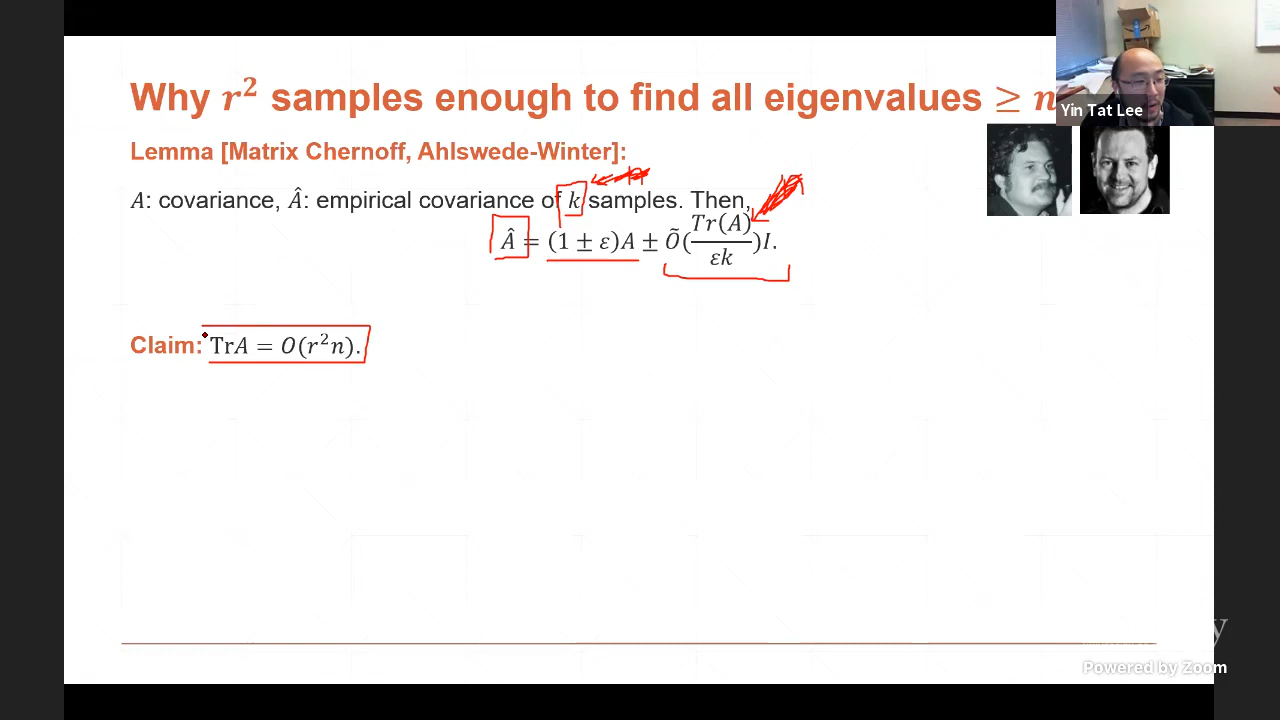 Why r² samples enough to find all eigenvalues ≥ n
Yin Tat Lee
Lemma [Matrix Chernoff, Ahlswede-Winter]:
A: covariance, Â: empirical covariance of k samples. Then,
Â = (1 ± ε)A ± Õ(Tr(A)/εk)I.
Claim: TrA = O(r²n).
y
Powered by Zoom